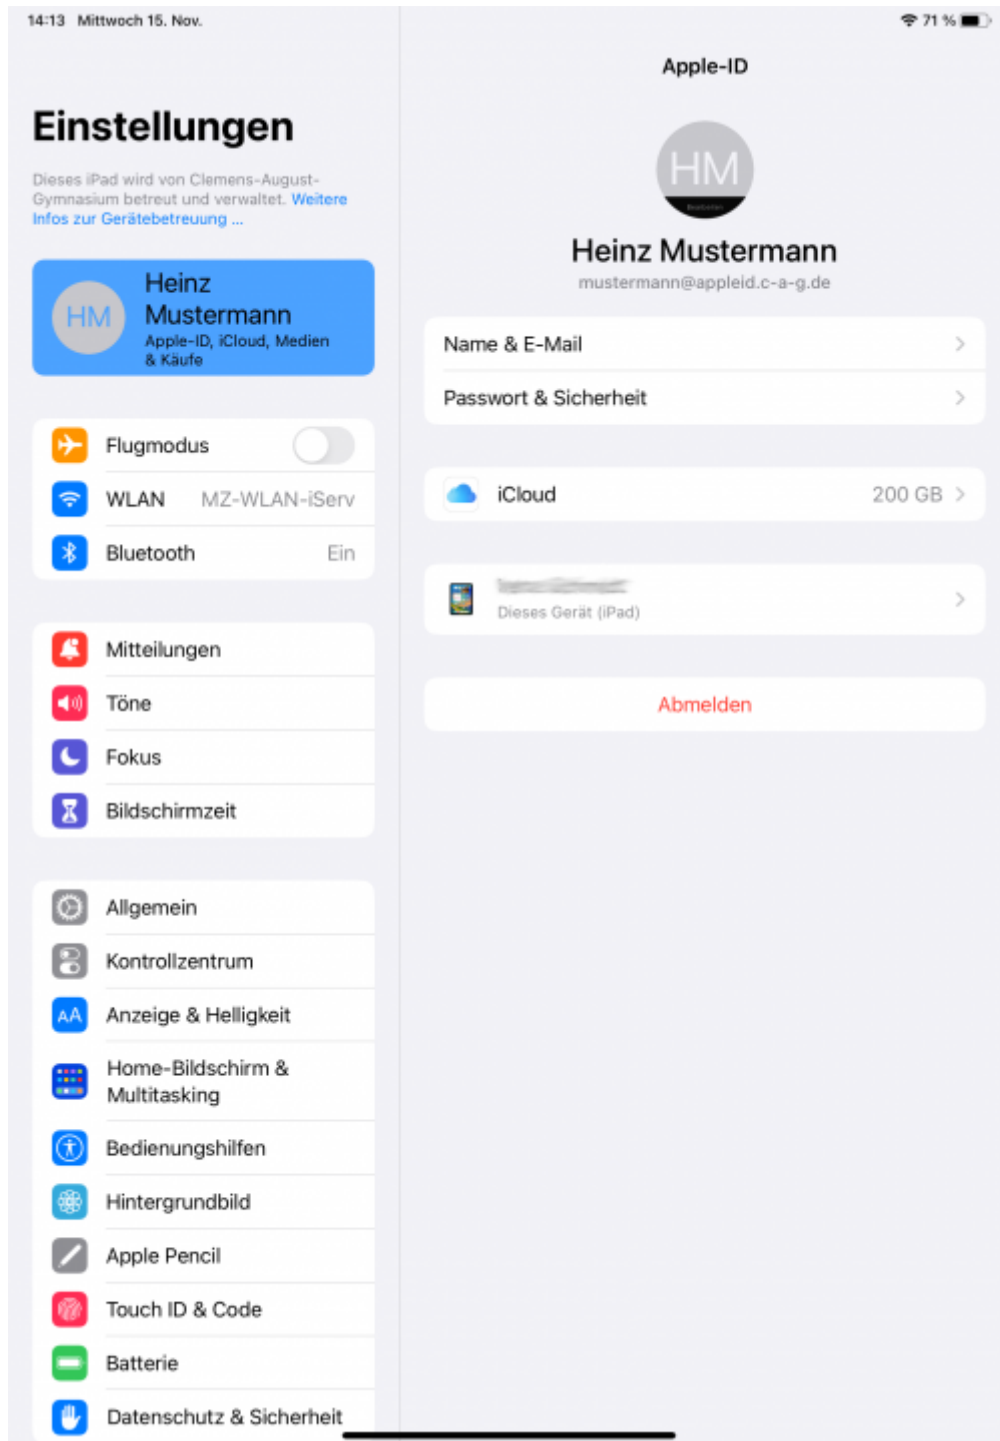 14:13 Mittwoch 15. Nov.
71 %
Einstellungen
Dieses iPad wird von Clemens-August-
Gymnasium betreut und verwaltet. Weitere
Infos zur Gerätebetreuung ...
HM
Heinz
Mustermann
Apple-ID, iCloud, Medien
& Käufe
Flugmodus
WLAN MZ-WLAN-iServ
Bluetooth Ein
Mitteilungen
Töne
Fokus
Bildschirmzeit
Allgemein
Kontrollzentrum
AA Anzeige & Helligkeit
Home-Bildschirm &
Multitasking
Bedienungshilfen
Hintergrundbild
Apple Pencil
Touch ID & Code
Batterie
Datenschutz & Sicherheit
Apple-ID
HM
Bearbeiten
Heinz Mustermann
mustermann@appleid.c-a-g.de
Name & E-Mail
Passwort & Sicherheit
iCloud 200 GB
Dieses Gerät (iPad)
Abmelden